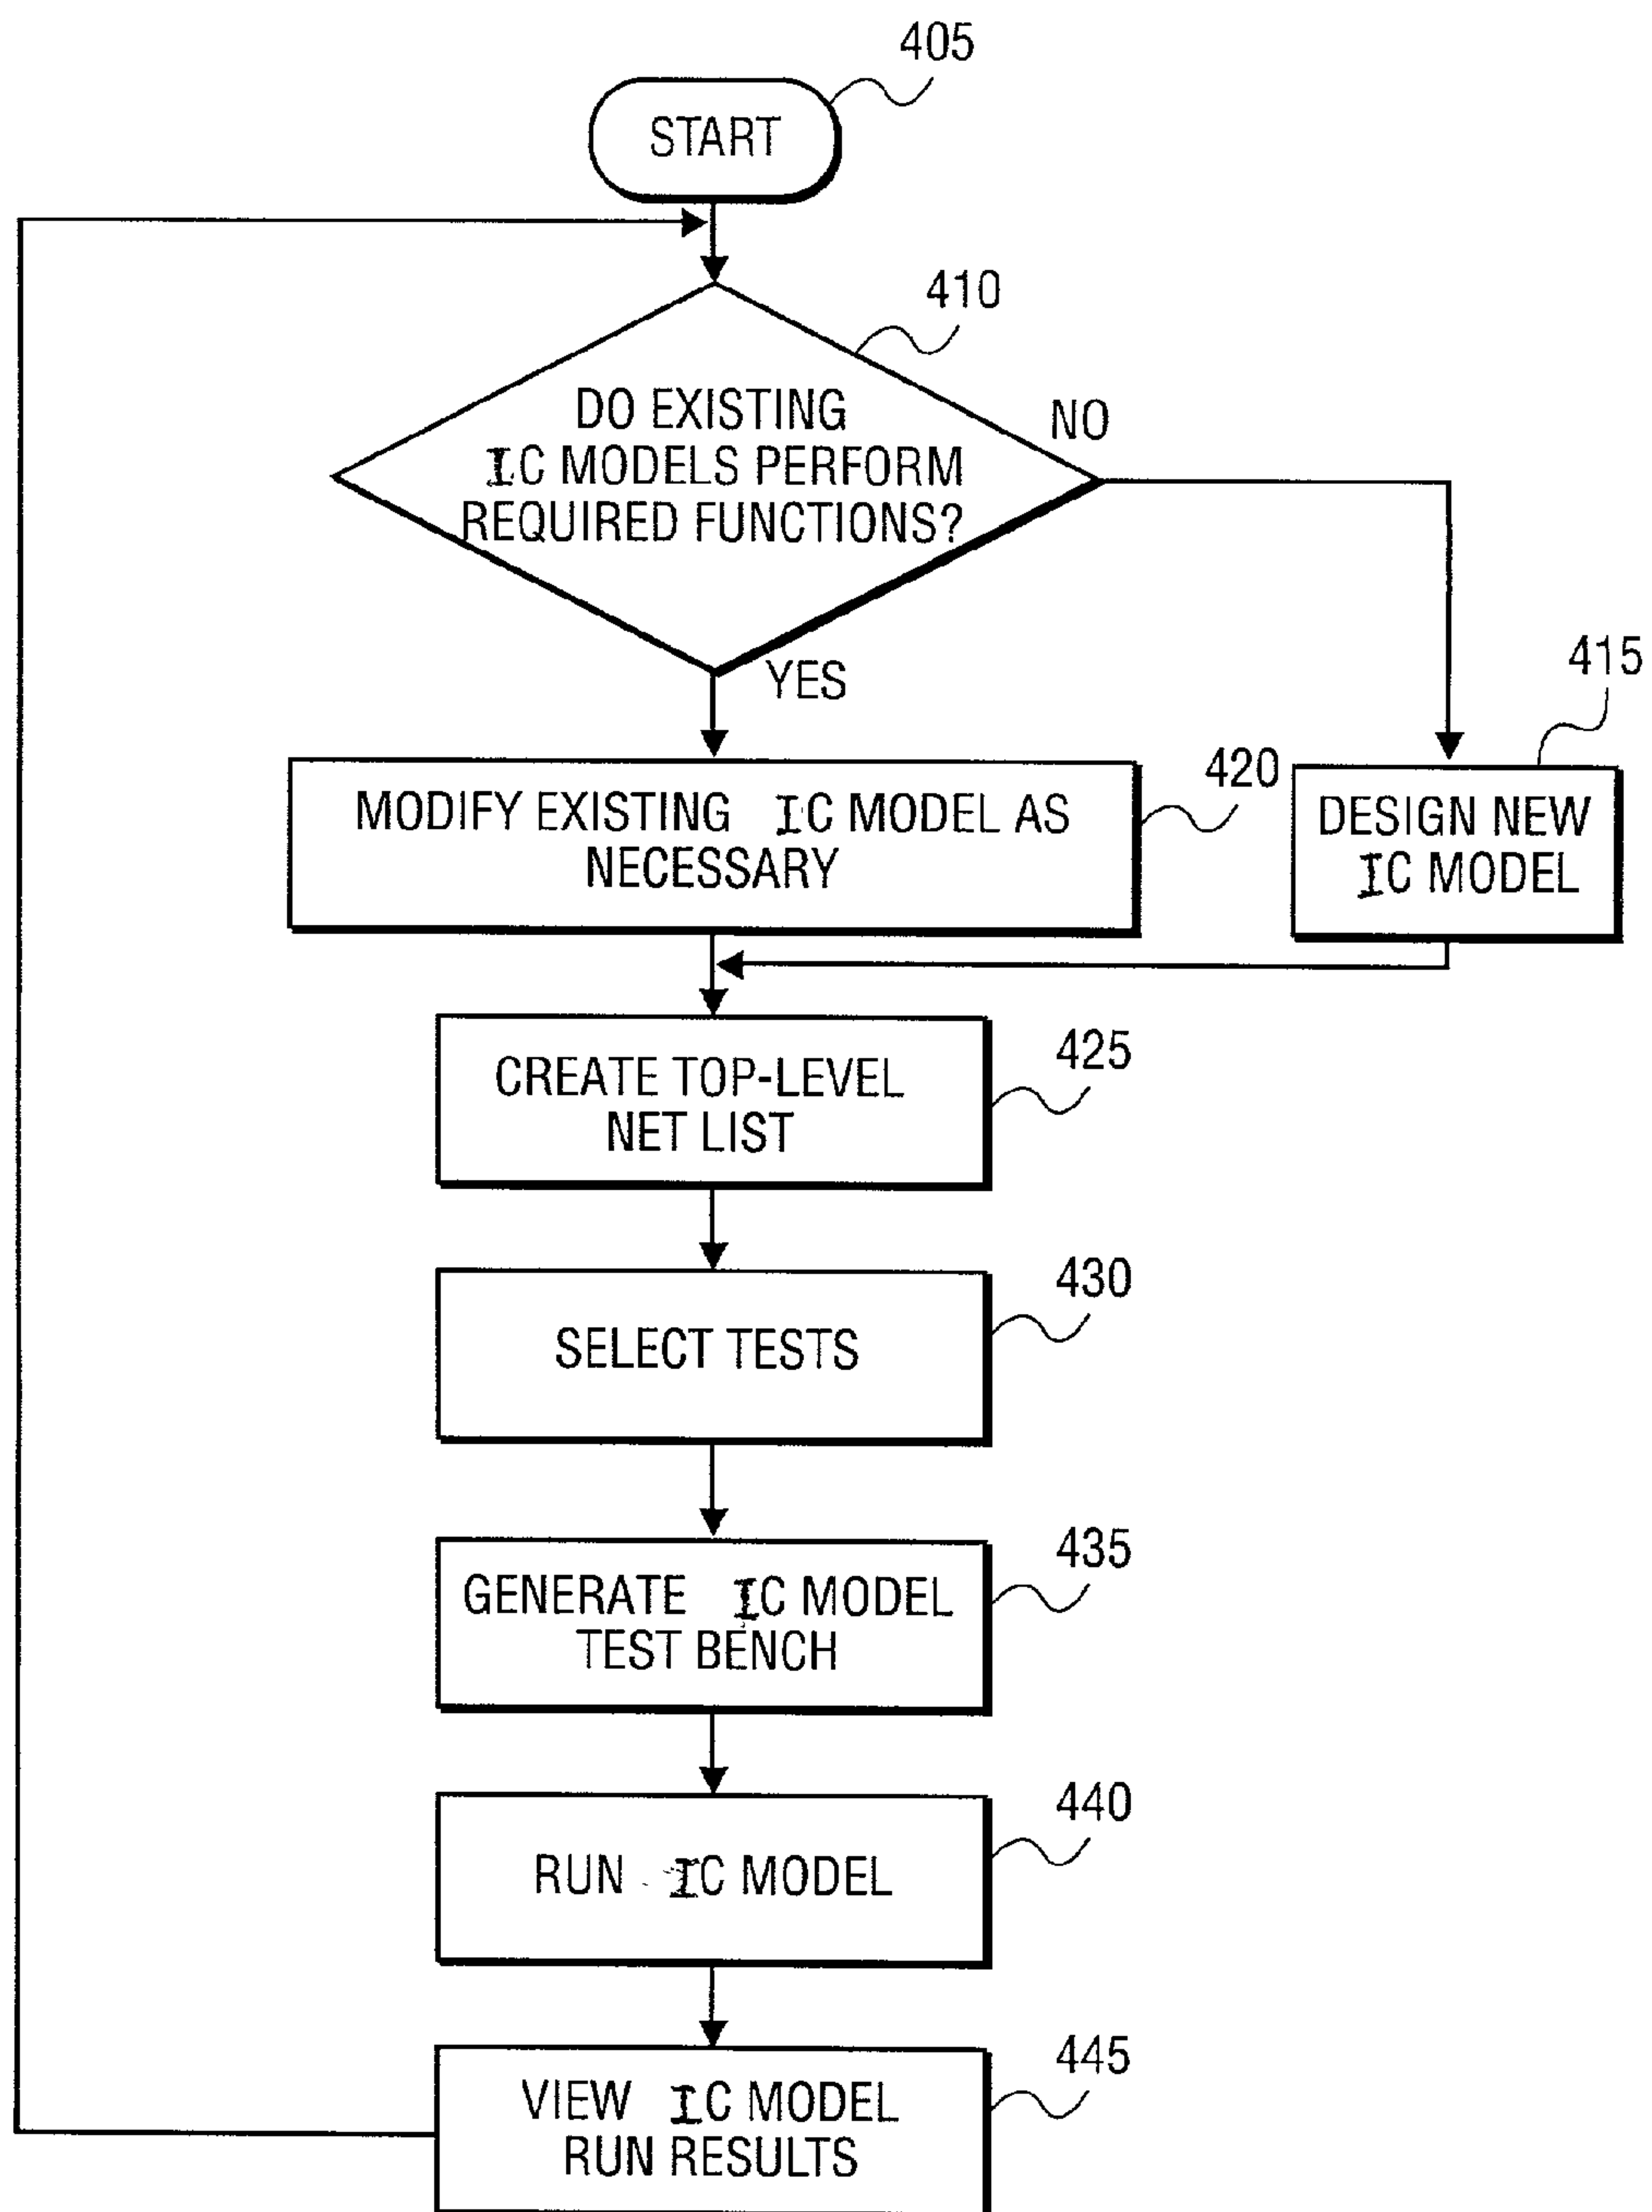 405
START
410
DO EXISTING
IC MODELS PERFORM
REQUIRED FUNCTIONS?
NO
YES
415
420
MODIFY EXISTING IC MODEL AS
NECESSARY
DESIGN NEW
IC MODEL
425
CREATE TOP-LEVEL
NET LIST
430
SELECT TESTS
435
GENERATE IC MODEL
TEST BENCH
440
RUN IC MODEL
445
VIEW IC MODEL
RUN RESULTS